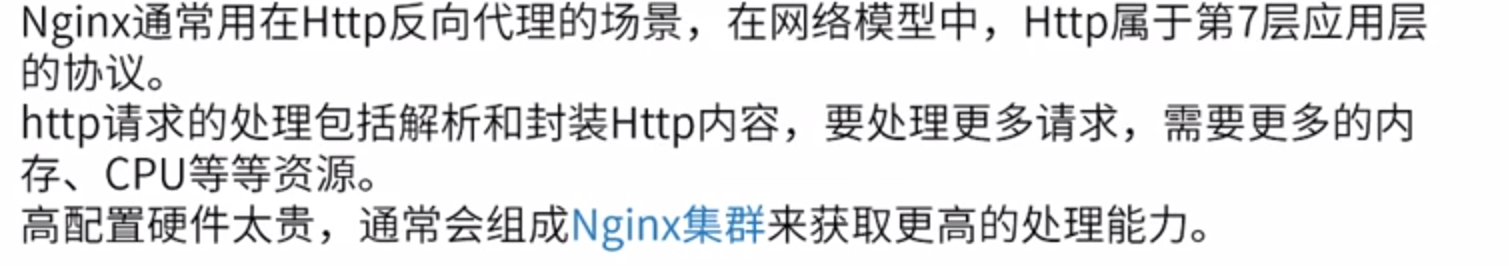 Nginx通常用在Http反向代理的场景，在网络模型中，Http属于第7层应用层
的协议。
http请求的处理包括解析和封装Http内容，要处理更多请求，需要更多的内
存、CPU等等资源。
高配置硬件太贵，通常会组成Nginx集群来获取更高的处理能力。